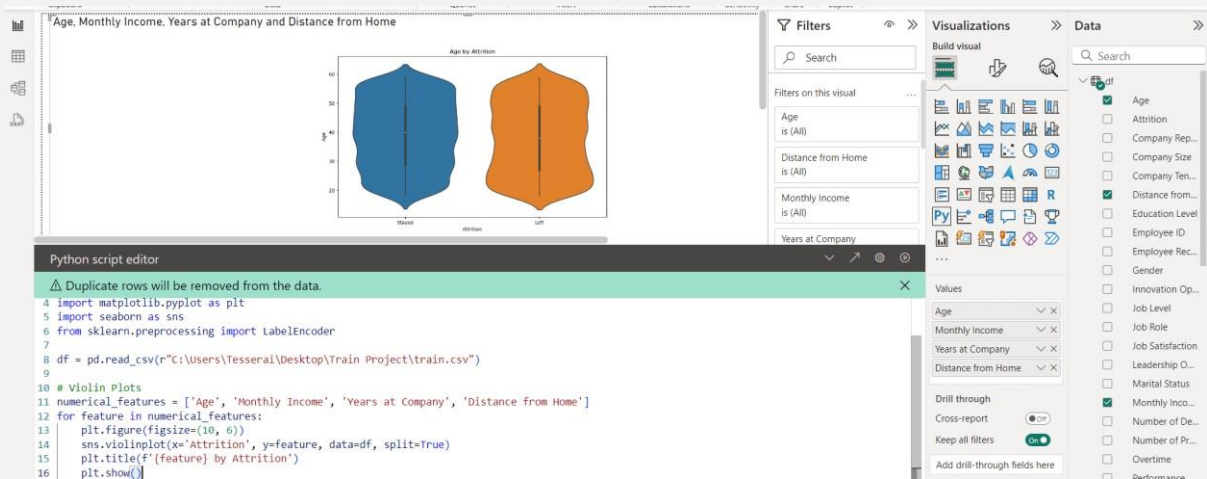 Age, Monthly Income, Years at Company and Distance from Home
Age by Attrition
60
50
40
30
20
Age
Stayed
Left
Attrition
Filters
Search
Filters on this visual
...
Age
is (All)
Distance from Home
is (All)
Monthly Income
is (All)
Years at Company
Visualizations
Build visual
R
Py
...
Values
Age
Monthly Income
Years at Company
Distance from Home
Drill through
Cross-report
Off
Keep all filters
On
Add drill-through fields here
Data
Search
df
Age
Attrition
Company Rep...
Company Size
Company Ten...
Distance from...
Education Level
Employee ID
Employee Rec...
Gender
Innovation Op...
Job Level
Job Role
Job Satisfaction
Leadership O...
Marital Status
Monthly Inco...
Number of De...
Number of Pr...
Overtime
Performance
Python script editor
Duplicate rows will be removed from the data.
4 import matplotlib.pyplot as plt
5 import seaborn as sns
6 from sklearn.preprocessing import LabelEncoder
7
8 df = pd.read_csv(r"C:\Users\Tesserai\Desktop\Train Project\train.csv")
9
10 # Violin Plots
11 numerical_features = ['Age', 'Monthly Income', 'Years at Company', 'Distance from Home']
12 for feature in numerical_features:
13     plt.figure(figsize=(10, 6))
14     sns.violinplot(x='Attrition', y=feature, data=df, split=True)
15     plt.title(f'{feature} by Attrition')
16     plt.show()